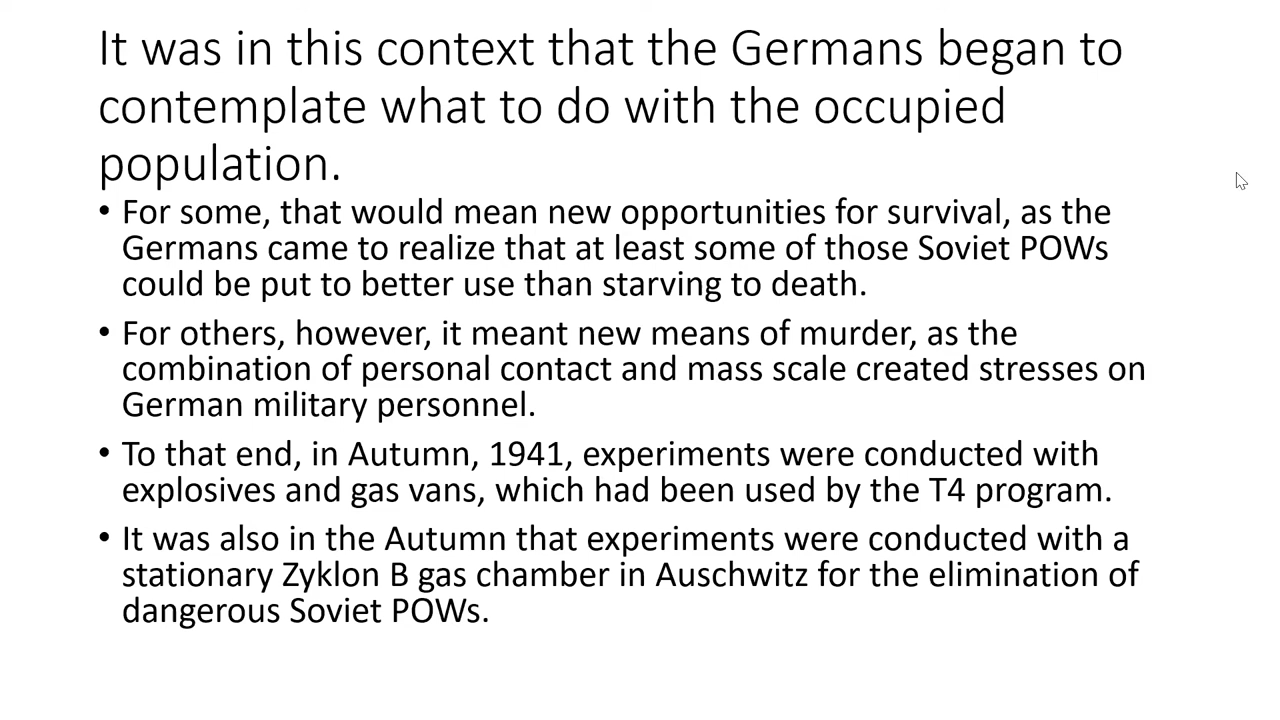 It was in this context that the Germans began to
contemplate what to do with the occupied
population.
• For some, that would mean new opportunities for survival, as the
Germans came to realize that at least some of those Soviet POWs
could be put to better use than starving to death.
• For others, however, it meant new means of murder, as the
combination of personal contact and mass scale created stresses on
German military personnel.
• To that end, in Autumn, 1941, experiments were conducted with
explosives and gas vans, which had been used by the T4 program.
• It was also in the Autumn that experiments were conducted with a
stationary Zyklon B gas chamber in Auschwitz for the elimination of
dangerous Soviet POWs.